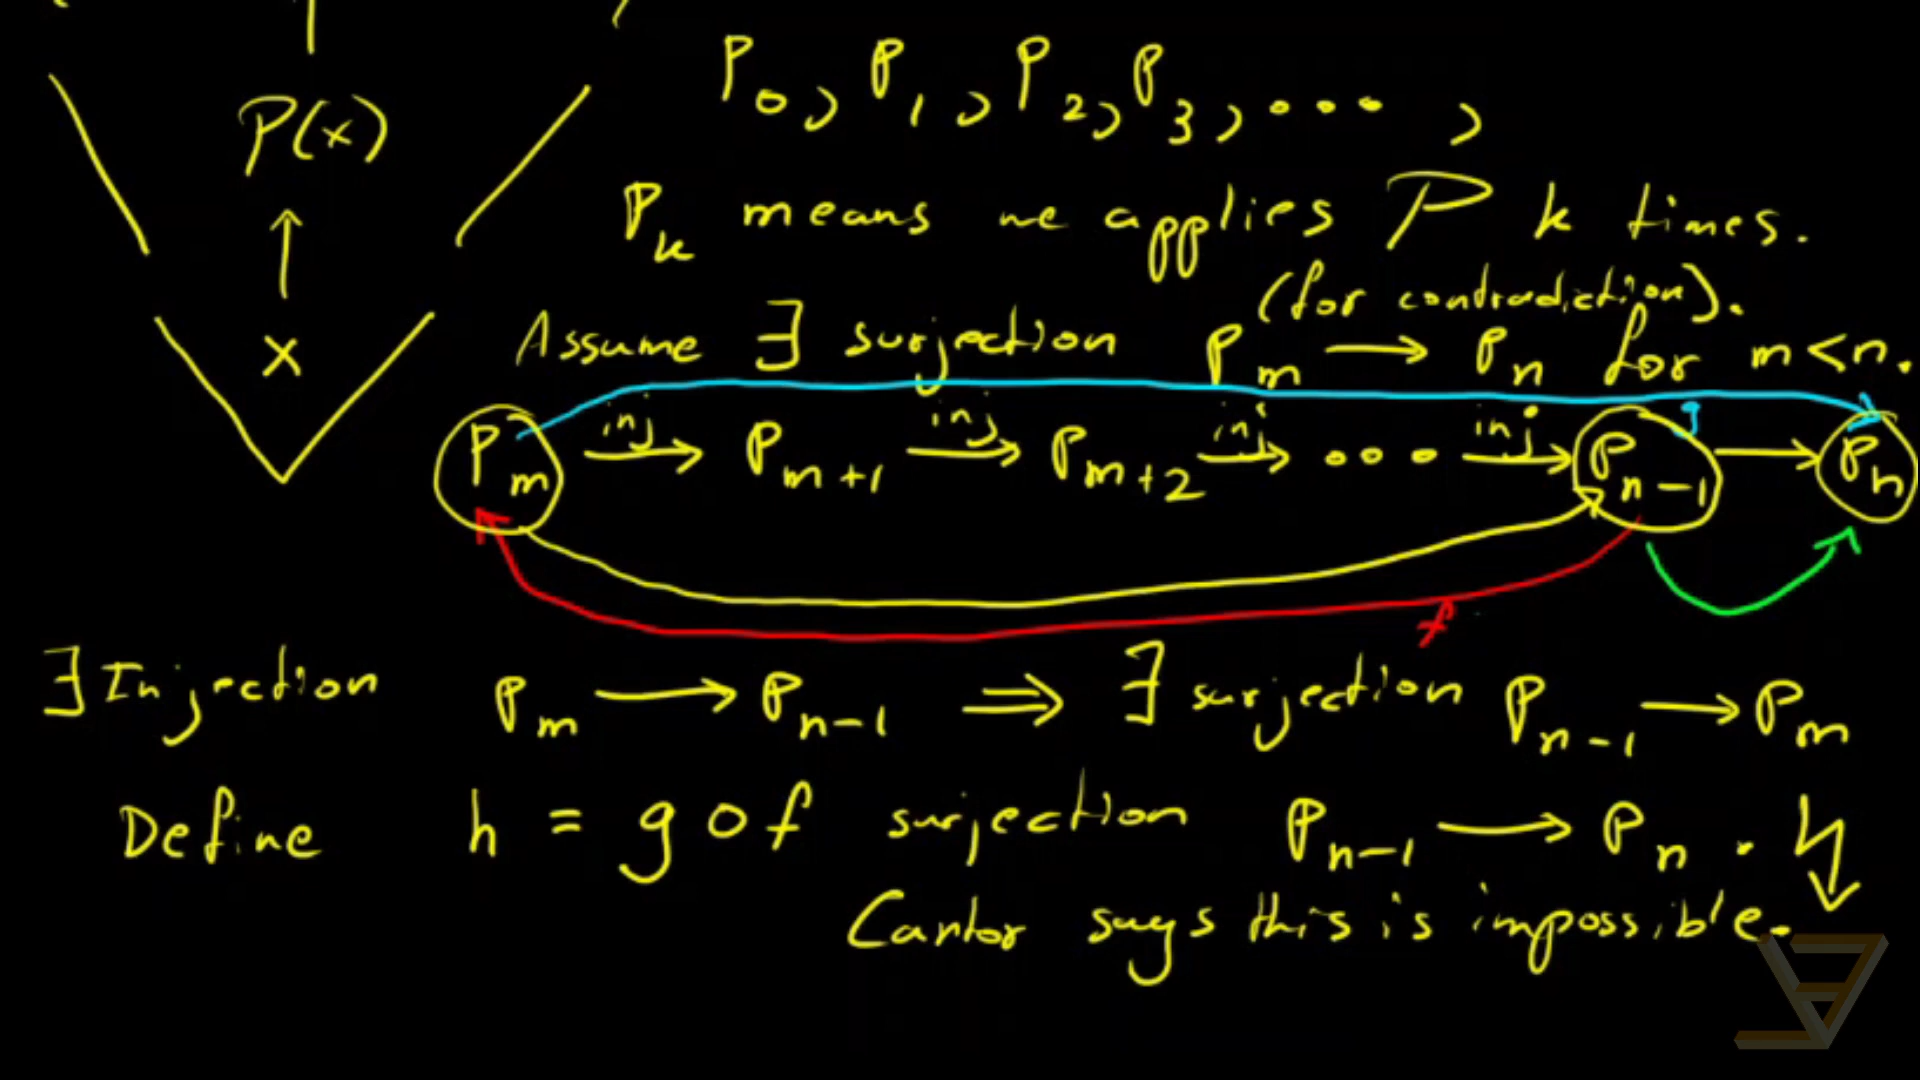 P(x)
↑
x
P₀, P₁, P₂, P₃, ... ,
Pₖ means we applies P k times.
(for contradiction).
Assume ∃ surjection Pₘ → Pₙ for m < n.
Pₘ inj→ Pₘ₊₁ inj→ Pₘ₊₂ inj→ ... inj→ Pₙ₋₁ → Pₙ
g
f
∃ Injection Pₘ → Pₙ₋₁ ⇒ ∃ surjection Pₙ₋₁ → Pₘ
Define h = g o f surjection Pₙ₋₁ → Pₙ. ↯
Cantor says this is impossible.